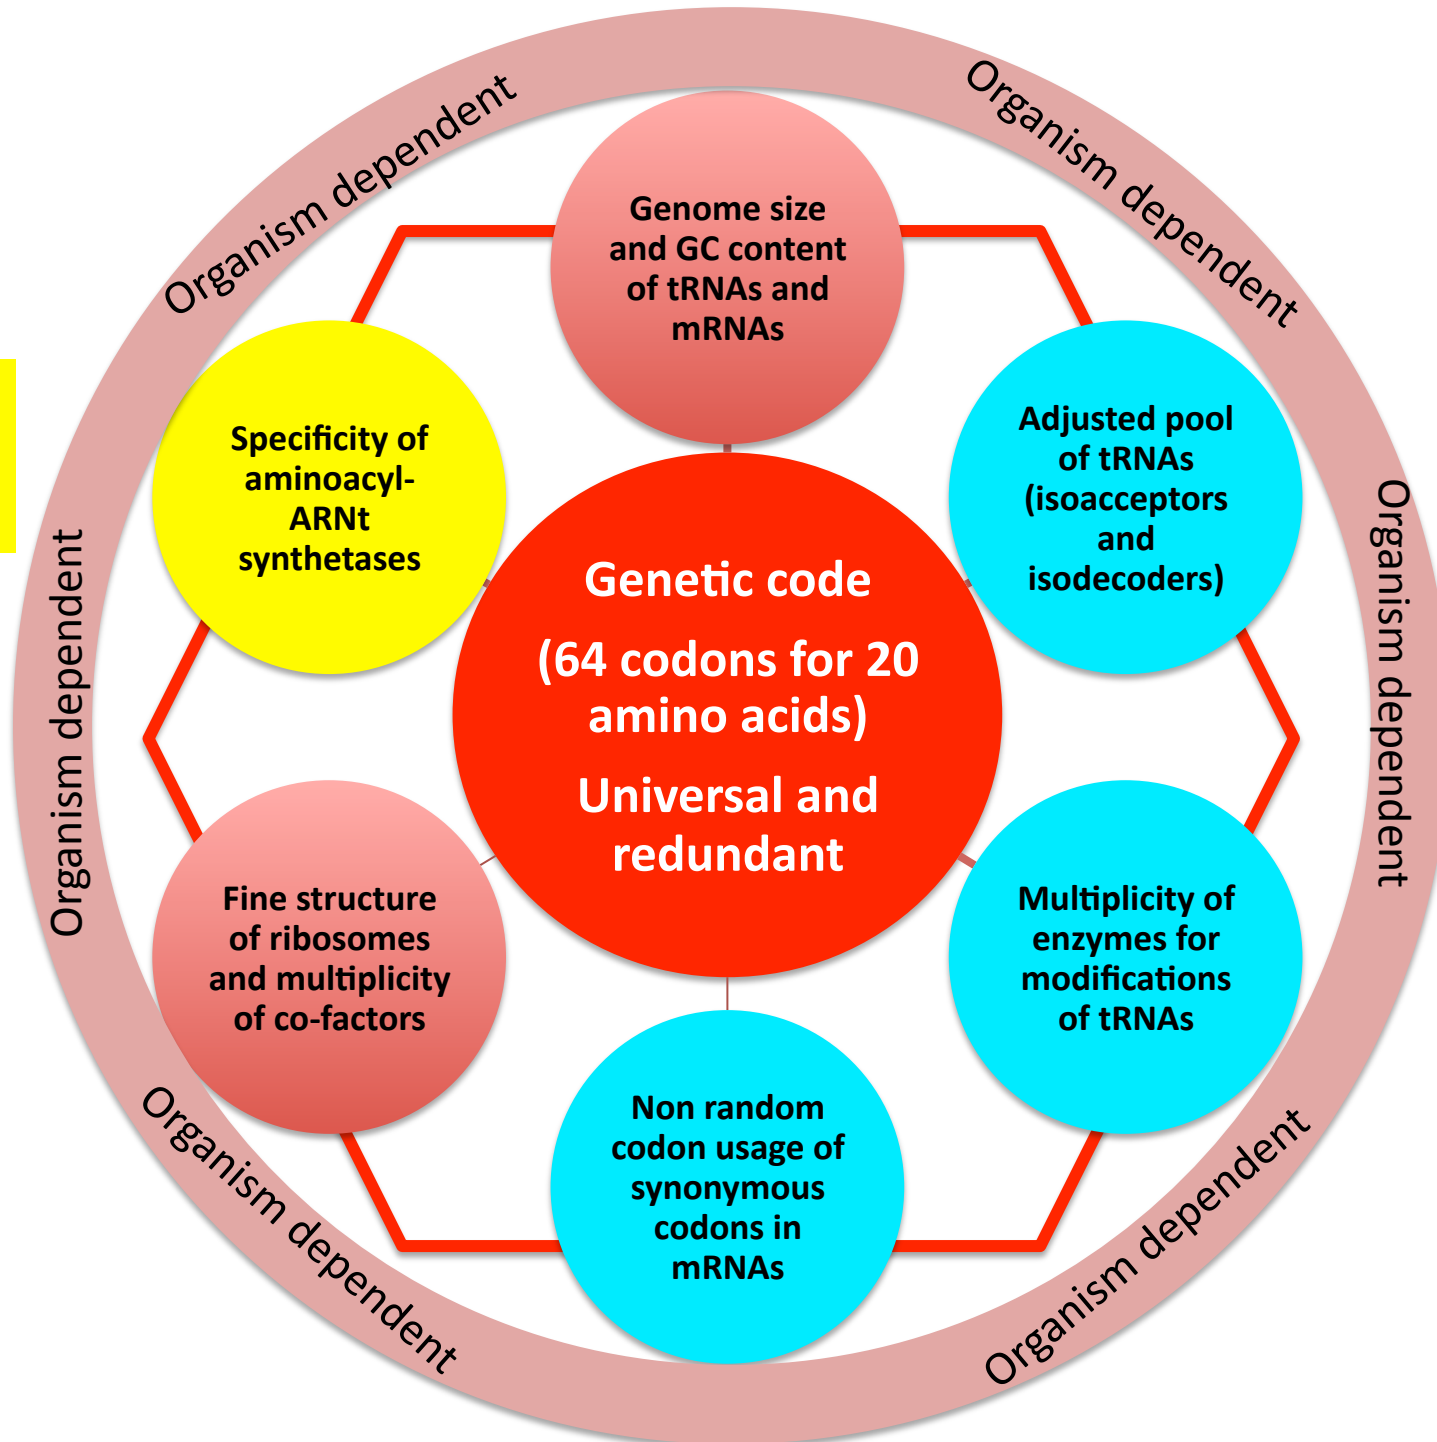 Organism dependent
Organism dependent
Genome size
and GC content
of tRNAs and
mRNAs
Specificity of
aminoacyl-
ARNt
synthetases
Adjusted pool
of tRNAs
(isoacceptors
and
isodecoders)
Genetic code
(64 codons for 20
amino acids)
Universal and
redundant
Organism dependent
Organism dependent
Fine structure
of ribosomes
and multiplicity
of co-factors
Multiplicity of
enzymes for
modifications
of tRNAs
Non random
codon usage of
synonymous
codons in
mRNAs
Organism dependent
Organism dependent